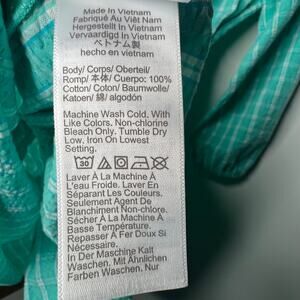 Made In Vietnam
Fabriqué Au Viêt Nam
Hergestellt In Vietnam
Vervaardigd In Vietnam
ベトナム製
hecho en vietnam
Body/ Corps/ Oberteil/
Romp/ 本体/ Cuerpo: 100%
Cotton/ Coton/ Baumwolle/
Katoen/ 綿/ algodón
Machine Wash Cold. With
Like Colors. Non-chlorine
Bleach Only. Tumble Dry
Low, Iron On Lowest
Setting.
30
Laver À La Machine À
L'eau Froide. Laver En
Séparant Les Couleurs.
Seulement Agent De
Blanchiment Non-chlorine.
Sécher À La Machine À
Basse Température.
Repasser À Fer Doux Si
Nécessaire.
In Der Maschine Kalt
Waschen. Mit Ähnlichen
Farben Waschen. Nur